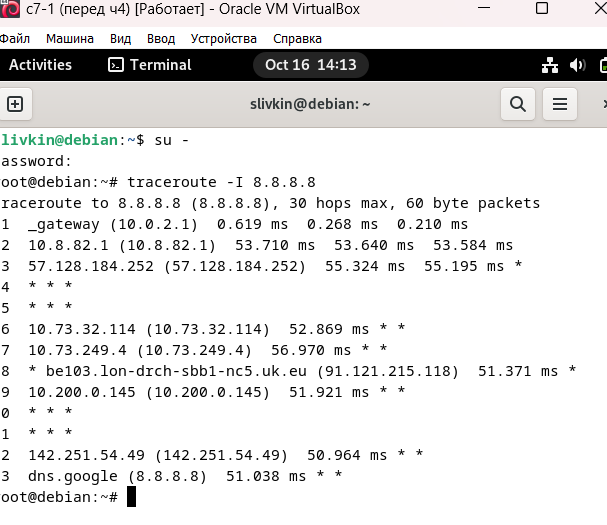 c7-1 (перед ч4) [Работает] - Oracle VM VirtualBox
Файл Машина Вид Ввод Устройства Справка
Activities Terminal Oct 16 14:13
slivkin@debian: ~
livkin@debian:~$ su -
assword:
oot@debian:~# traceroute -I 8.8.8.8
raceroute to 8.8.8.8 (8.8.8.8), 30 hops max, 60 byte packets
1 _gateway (10.0.2.1) 0.619 ms 0.268 ms 0.210 ms
2 10.8.82.1 (10.8.82.1) 53.710 ms 53.640 ms 53.584 ms
3 57.128.184.252 (57.128.184.252) 55.324 ms 55.195 ms *
4 * * *
5 * * *
6 10.73.32.114 (10.73.32.114) 52.869 ms * *
7 10.73.249.4 (10.73.249.4) 56.970 ms * *
8 * be103.lon-drch-sbb1-nc5.uk.eu (91.121.215.118) 51.371 ms *
9 10.200.0.145 (10.200.0.145) 51.921 ms * *
0 * * *
1 * * *
2 142.251.54.49 (142.251.54.49) 50.964 ms * *
3 dns.google (8.8.8.8) 51.038 ms * *
oot@debian:~#